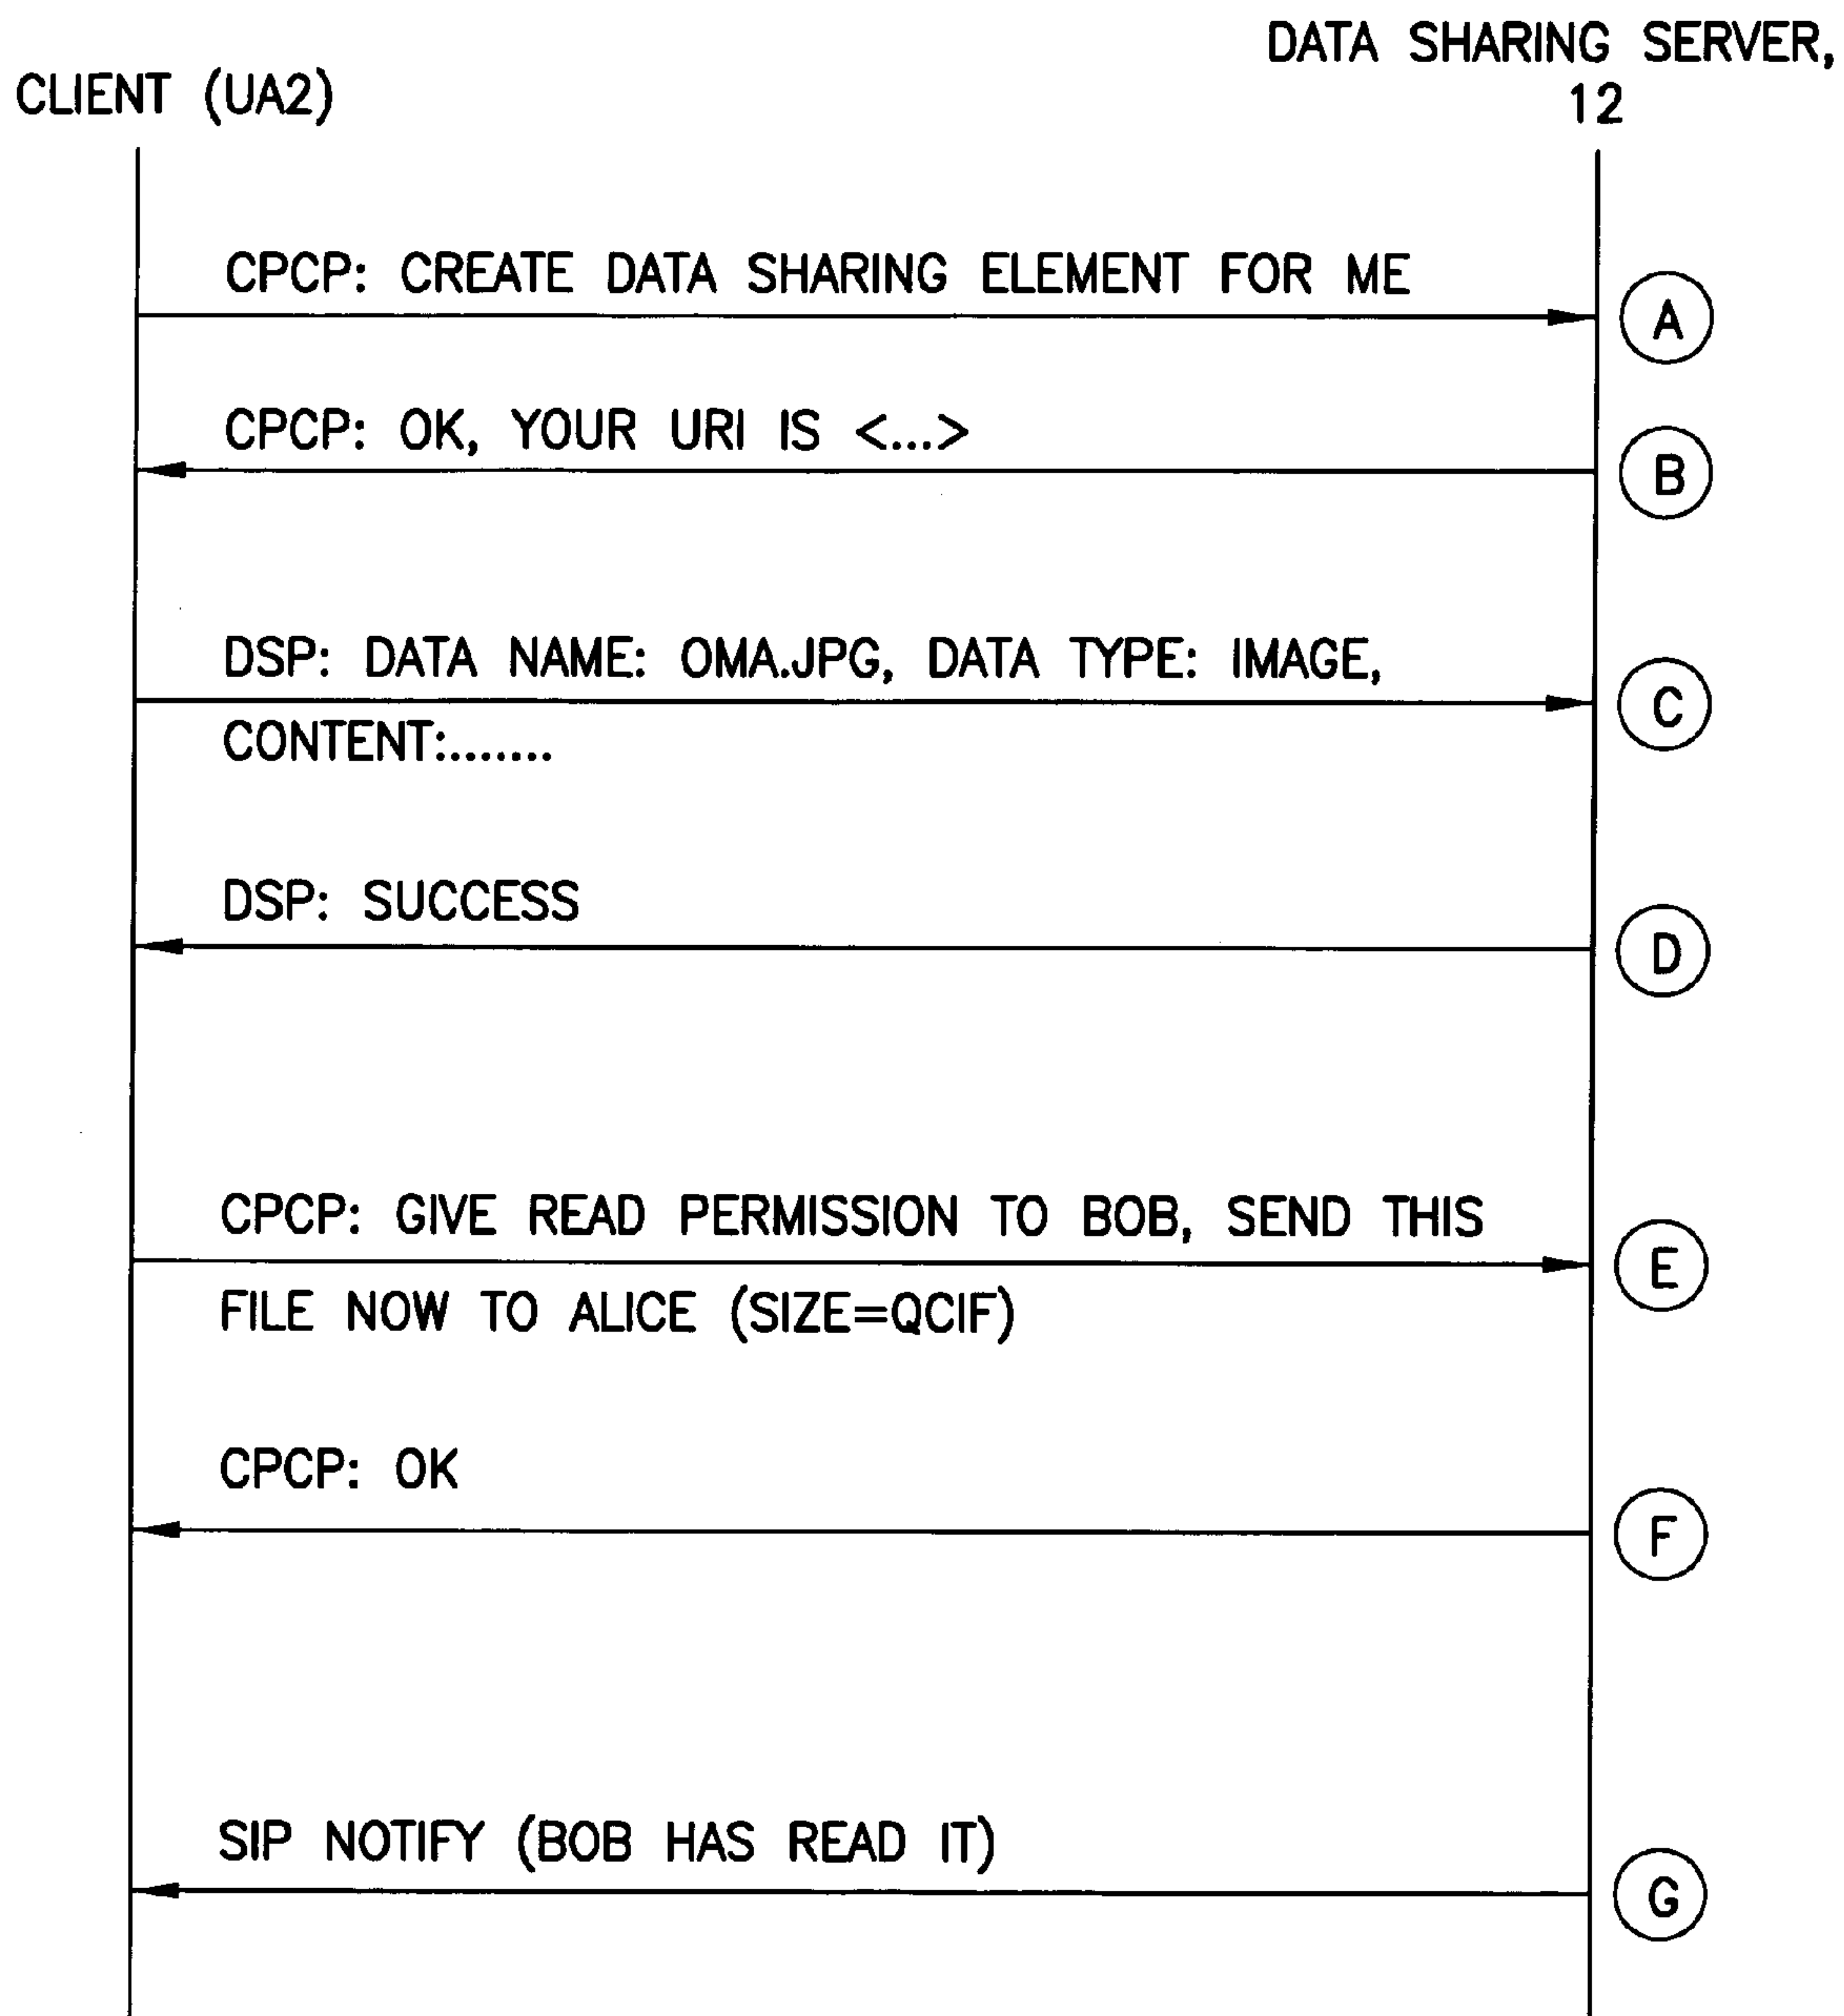 DATA SHARING SERVER,
12
CLIENT (UA2)
CPCP: CREATE DATA SHARING ELEMENT FOR ME
A
CPCP: OK, YOUR URI IS <...>
B
DSP: DATA NAME: OMA.JPG, DATA TYPE: IMAGE,
CONTENT:.......
C
DSP: SUCCESS
D
CPCP: GIVE READ PERMISSION TO BOB, SEND THIS
FILE NOW TO ALICE (SIZE=QCIF)
E
CPCP: OK
F
SIP NOTIFY (BOB HAS READ IT)
G